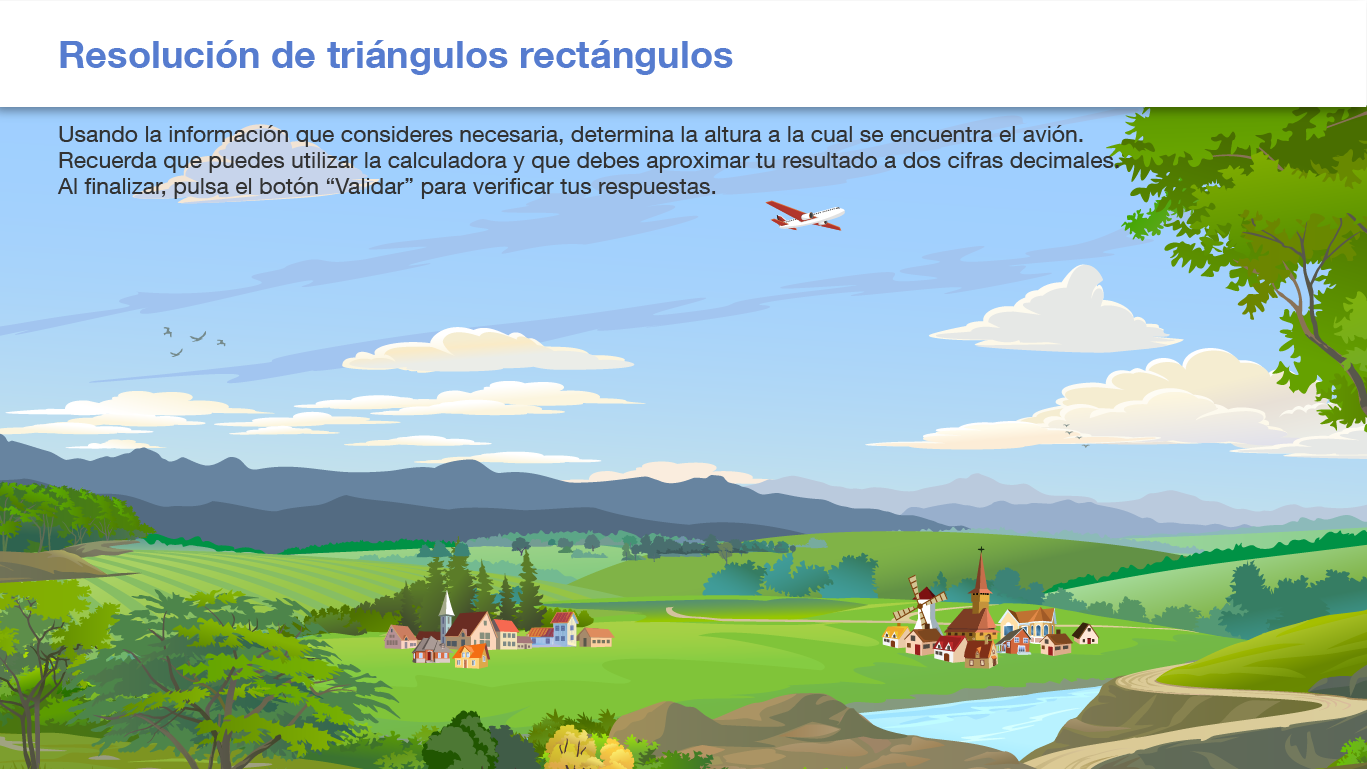 Resolución de triángulos rectángulos
Usando la información que consideres necesaria, determina la altura a la cual se encuentra el avión.
Recuerda que puedes utilizar la calculadora y que debes aproximar tu resultado a dos cifras decimales.
Al finalizar, pulsa el botón “Validar” para verificar tus respuestas.